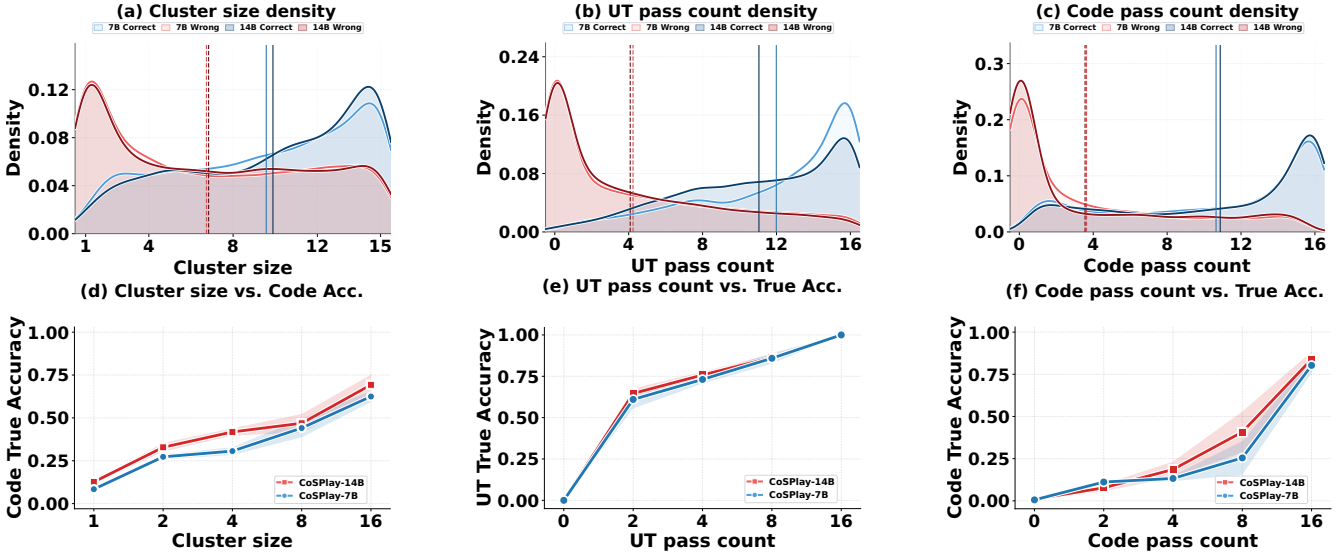 (a) Cluster size density
7B Correct 7B Wrong 14B Correct 14B Wrong
0.12
0.08
0.04
0.00
Density
1 4 8 12 15
Cluster size
(b) UT pass count density
7B Correct 7B Wrong 14B Correct 14B Wrong
0.24
0.16
0.08
0.00
Density
0 4 8 12 16
UT pass count
(c) Code pass count density
7B Correct 7B Wrong 14B Correct 14B Wrong
0.3
0.2
0.1
0.0
Density
0 4 8 12 16
Code pass count
(d) Cluster size vs. Code Acc.
1.00
0.75
0.50
0.25
0.00
Code True Accuracy
CoSPlay-14B
CoSPlay-7B
1 2 4 8 16
Cluster size
(e) UT pass count vs. True Acc.
1.00
0.75
0.50
0.25
0.00
UT True Accuracy
CoSPlay-14B
CoSPlay-7B
0 2 4 8 16
UT pass count
(f) Code pass count vs. True Acc.
1.00
0.75
0.50
0.25
0.00
Code True Accuracy
CoSPlay-14B
CoSPlay-7B
0 2 4 8 16
Code pass count